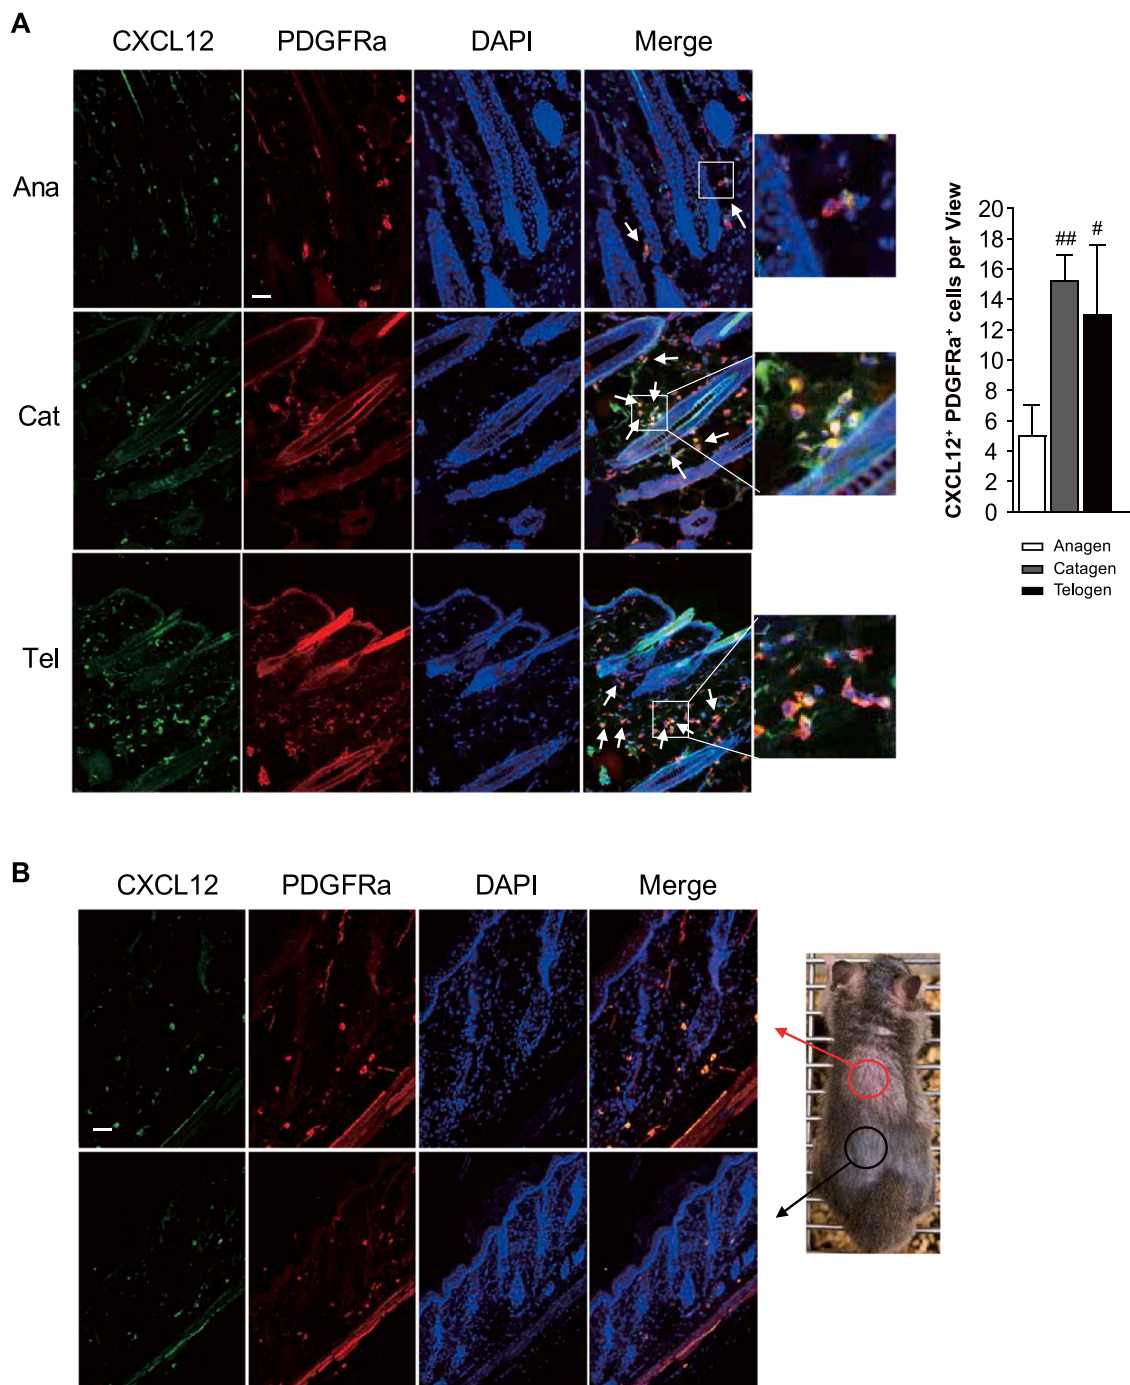 A
CXCL12 PDGFRa DAPI Merge
Ana
Cat
Tel
CXCL12⁺ PDGFRa⁺ cells per View
20
18
16
14
12
10
8
6
4
2
0
## #
Anagen
Catagen
Telogen
B
CXCL12 PDGFRa DAPI Merge